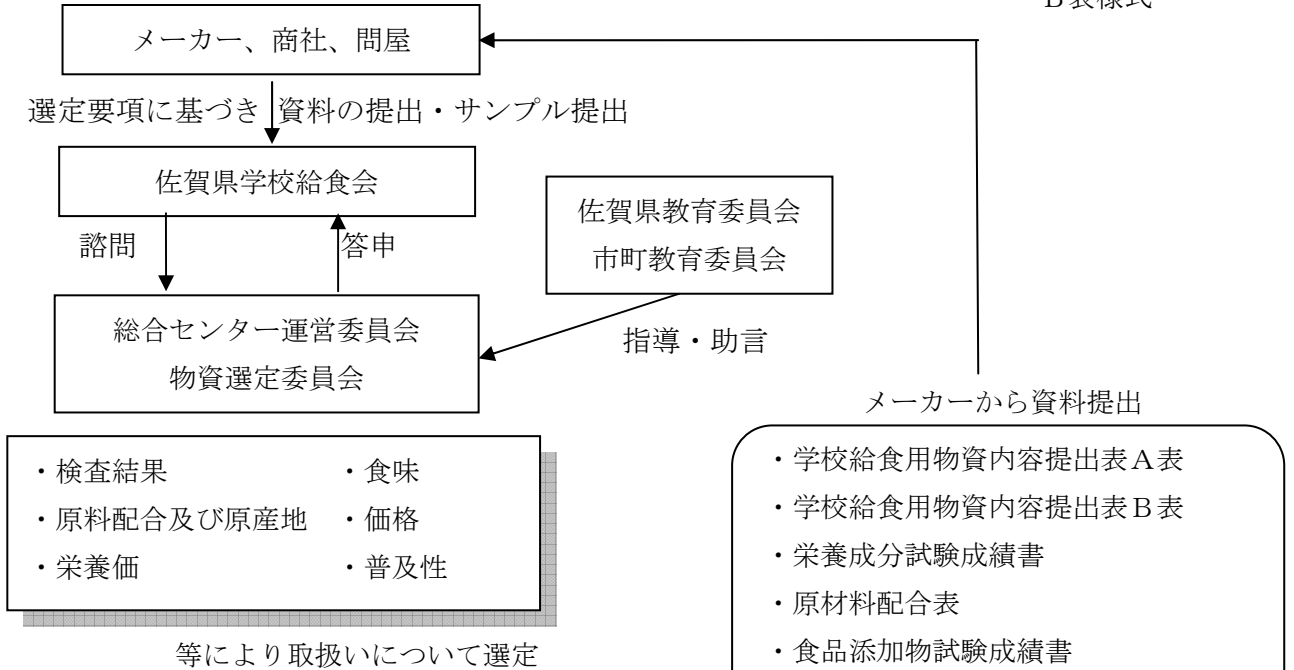 B表様式
メーカー、商社、問屋
選定要項に基づき 資料の提出・サンプル提出
佐賀県学校給食会
諮問
答申
佐賀県教育委員会
市町教育委員会
総合センター運営委員会
物資選定委員会
指導・助言
メーカーから資料提出
・検査結果 ・食味
・原料配合及び原産地 ・価格
・栄養価 ・普及性
等により取扱いについて選定
・学校給食用物資内容提出表A表
・学校給食用物資内容提出表B表
・栄養成分試験成績書
・原材料配合表
・食品添加物試験成績書